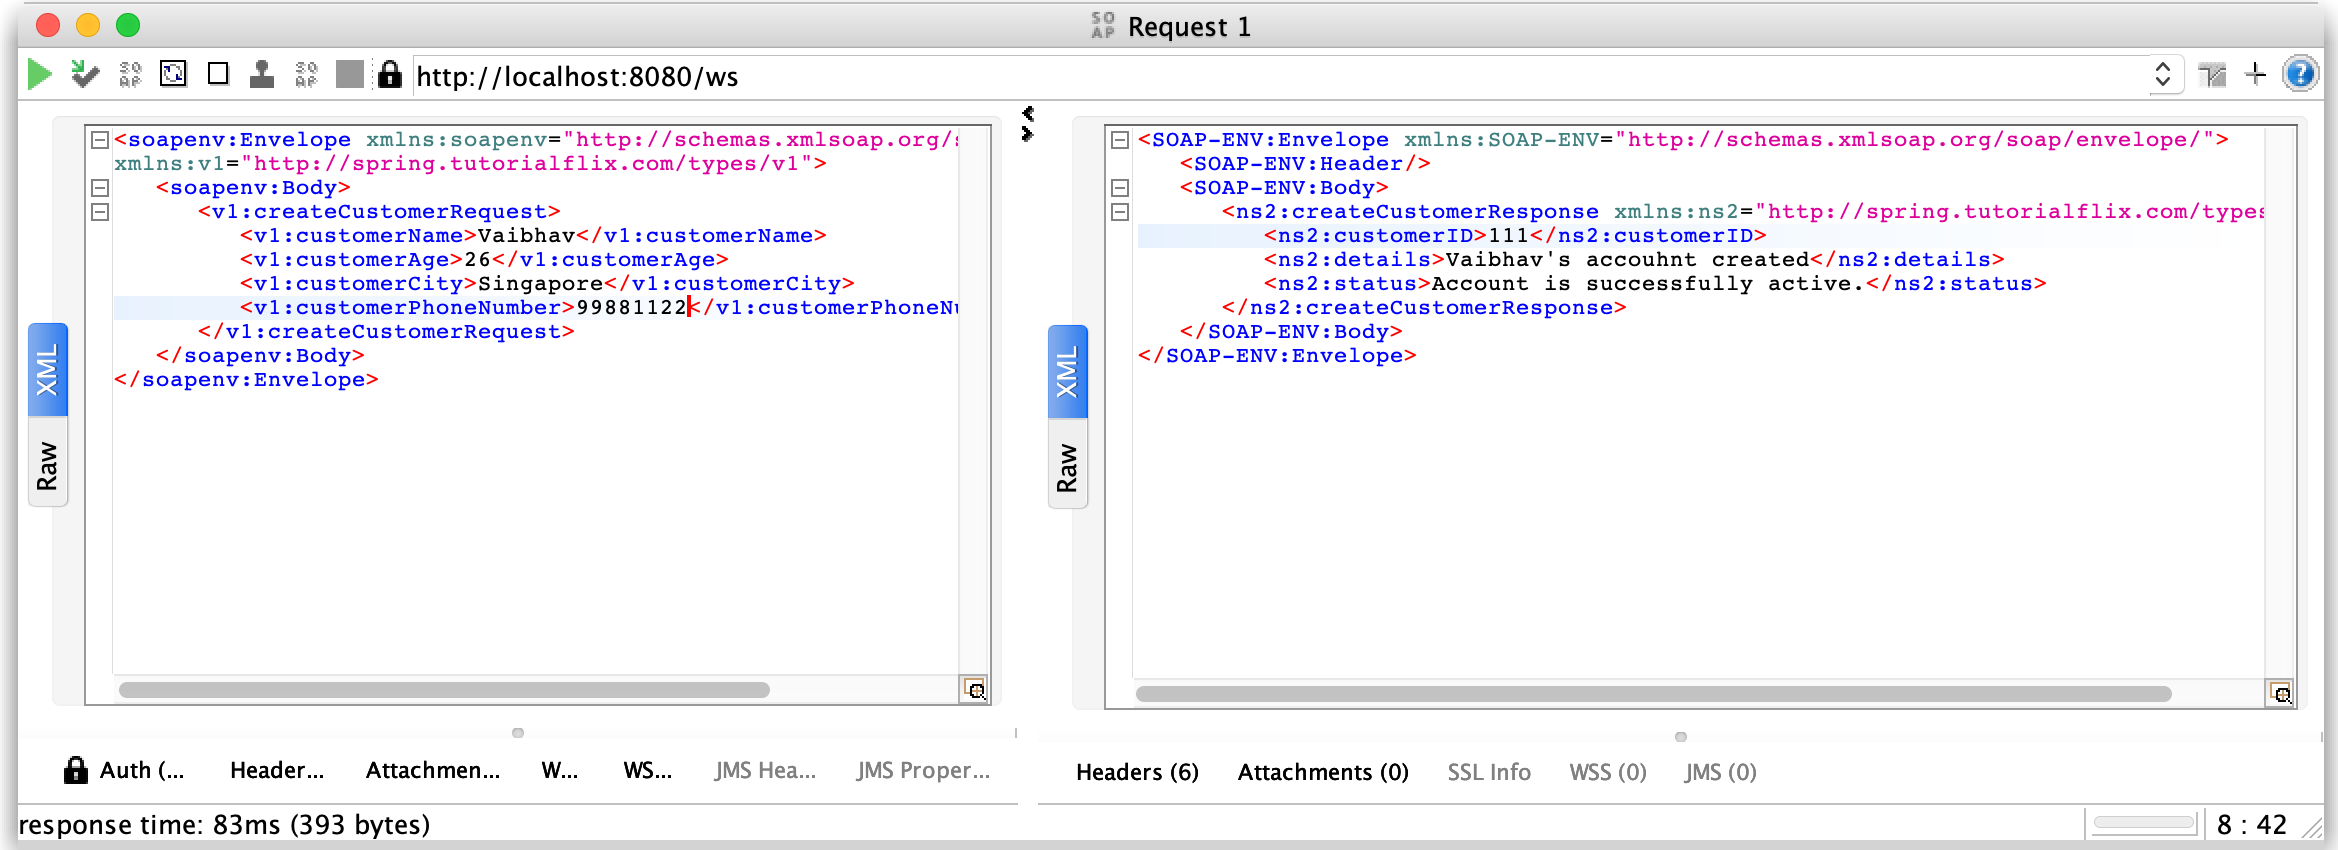 SO
AP
Request 1
SO
AP
SO
AP
http://localhost:8080/ws
?
<soapenv:Envelope xmlns:soapenv="http://schemas.xmlsoap.org/
xmlns:v1="http://spring.tutorialflix.com/types/v1">
<soapenv:Body>
<v1:createCustomerRequest>
<v1:customerName>Vaibhav</v1:customerName>
<v1:customerAge>26</v1:customerAge>
<v1:customerCity>Singapore</v1:customerCity>
<v1:customerPhoneNumber>99881122</v1:customerPhoneNu
</v1:createCustomerRequest>
</soapenv:Body>
</soapenv:Envelope>
XML
Raw
<SOAP-ENV:Envelope xmlns:SOAP-ENV="http://schemas.xmlsoap.org/soap/envelope/">
<SOAP-ENV:Header/>
<SOAP-ENV:Body>
<ns2:createCustomerResponse xmlns:ns2="http://spring.tutorialflix.com/types
<ns2:customerID>111</ns2:customerID>
<ns2:details>Vaibhav's accouhnt created</ns2:details>
<ns2:status>Account is successfully active.</ns2:status>
</ns2:createCustomerResponse>
</SOAP-ENV:Body>
</SOAP-ENV:Envelope>
XML
Raw
Auth (... Header... Attachmen... W... WS... JMS Hea... JMS Proper...
Headers (6) Attachments (0) SSL Info WSS (0) JMS (0)
response time: 83ms (393 bytes)
8 : 42